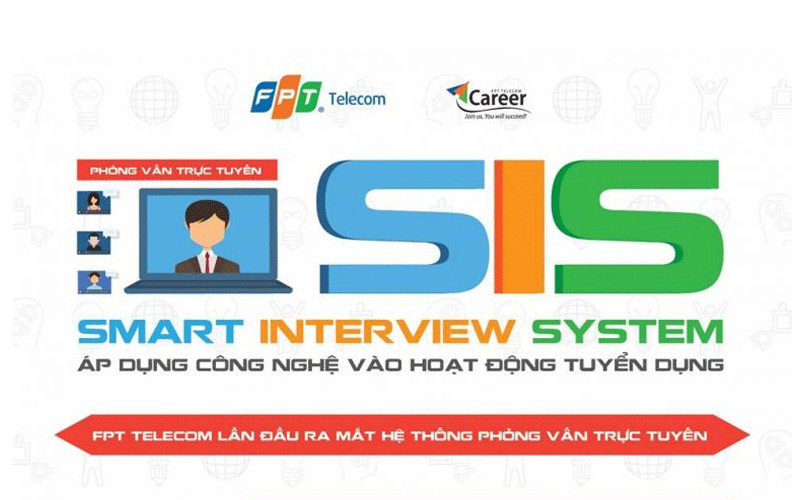 FPT Telecom
FPT TELECOM
Career
Join us, You will succeed!
PHỎNG VẤN TRỰC TUYẾN
SIS
SMART INTERVIEW SYSTEM
ÁP DỤNG CÔNG NGHỆ VÀO HOẠT ĐỘNG TUYỂN DỤNG
FPT TELECOM LẦN ĐẦU RA MẮT HỆ THỐNG PHỎNG VẤN TRỰC TUYẾN